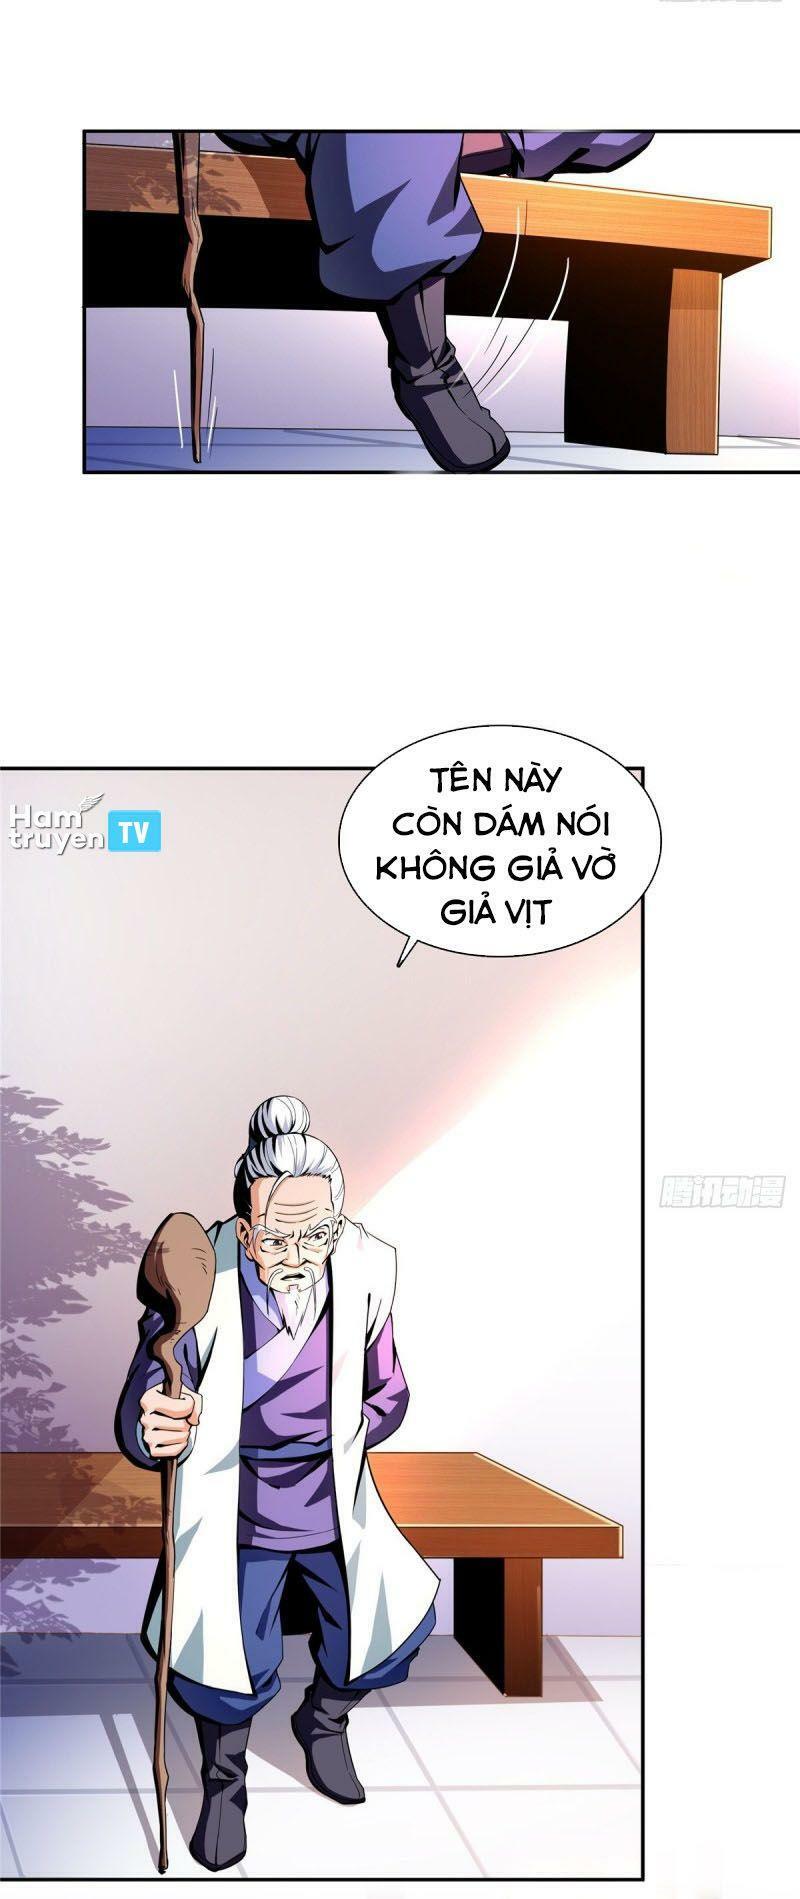 TÊN NÀY
CÒN DÁM NÓI
KHÔNG GIẢ VỜ
GIẢ VỊT
Ham
truyen TV
腾讯动漫